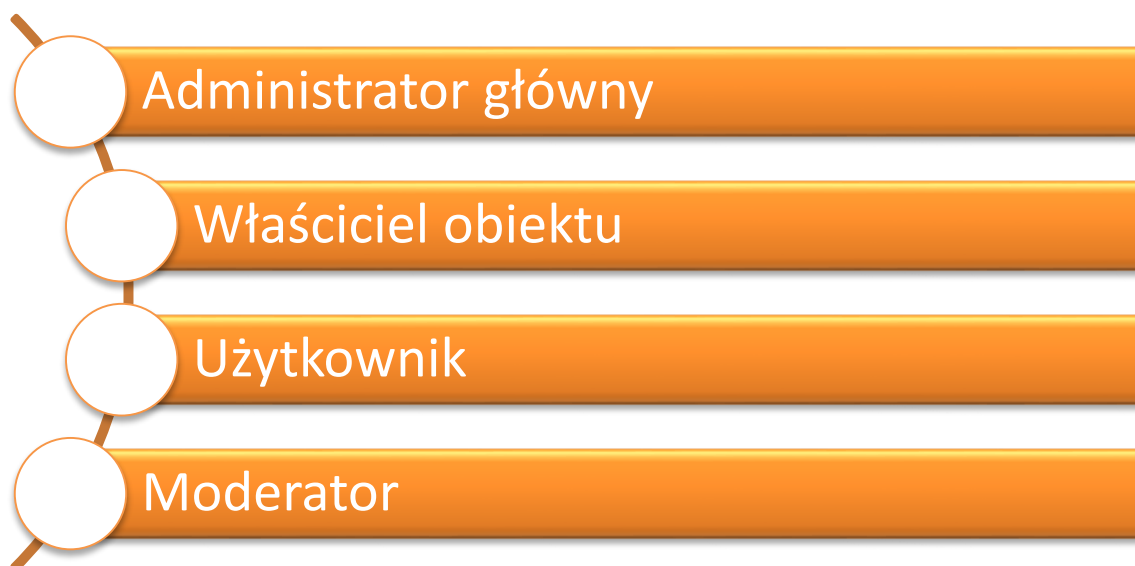 Administrator główny
Właściciel obiektu
Użytkownik
Moderator